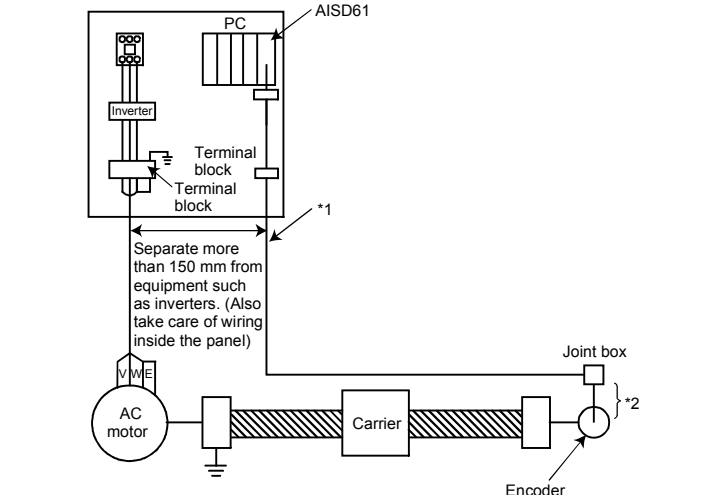 AISD61
PC
Inverter
Terminal
block
Terminal
block
*1
Separate more
than 150 mm from
equipment such
as inverters. (Also
take care of wiring
inside the panel)
Joint box
V W E
*2
AC
motor
Carrier
Encoder